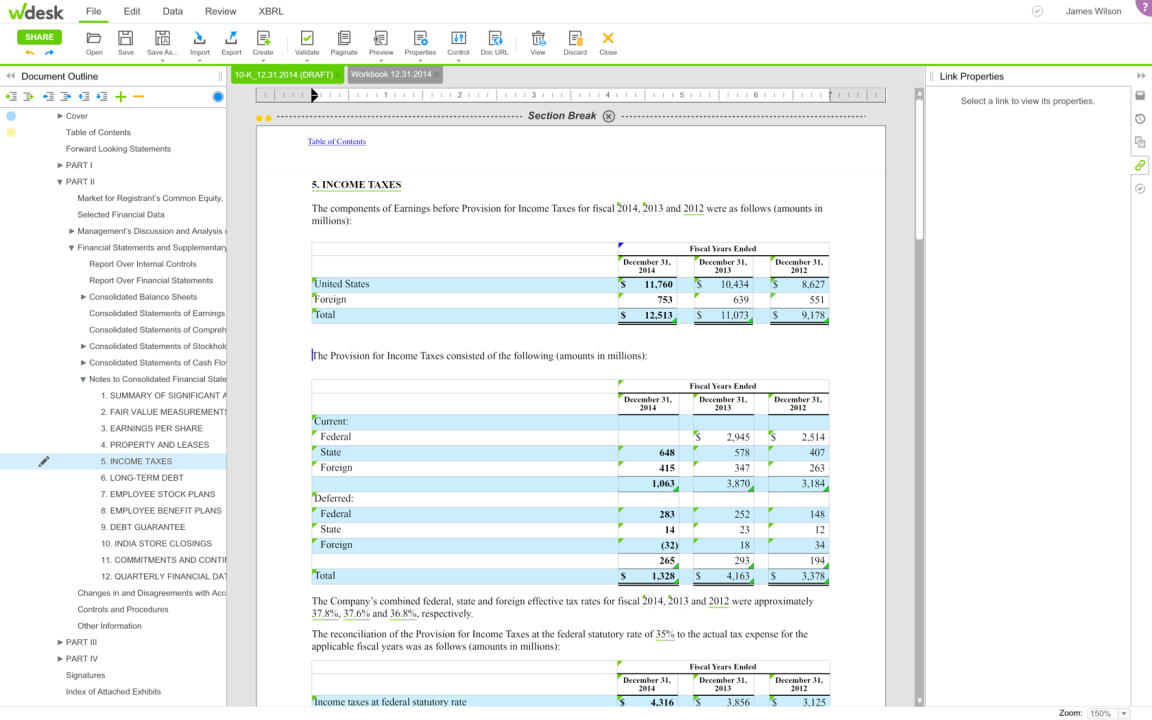 wdesk
File Edit Data Review XBRL
James Wilson
?
SHARE
Open Save Save As... Import Export Create Validate Paginate Preview Properties Control Doc URL View Discard Close
Document Outline
10-K_12.31.2014 (DRAFT) × Workbook 12.31.2014 ×
Link Properties
Select a link to view its properties.
Cover
Table of Contents
Forward Looking Statements
PART I
PART II
Market for Registrant's Common Equity,
Selected Financial Data
Management's Discussion and Analysis
Financial Statements and Supplementary
Report Over Internal Controls
Report Over Financial Statements
Consolidated Balance Sheets
Consolidated Statements of Earnings
Consolidated Statements of Compreh
Consolidated Statements of Stockhol
Consolidated Statements of Cash Flo
Notes to Consolidated Financial State
1. SUMMARY OF SIGNIFICANT A
2. FAIR VALUE MEASUREMENTS
3. EARNINGS PER SHARE
4. PROPERTY AND LEASES
5. INCOME TAXES
6. LONG-TERM DEBT
7. EMPLOYEE STOCK PLANS
8. EMPLOYEE BENEFIT PLANS
9. DEBT GUARANTEE
10. INDIA STORE CLOSINGS
11. COMMITMENTS AND CONTI
12. QUARTERLY FINANCIAL DAT
Changes in and Disagreements with Acc
Controls and Procedures
Other Information
PART III
PART IV
Signatures
Index of Attached Exhibits
1 2 3 4 5 6 7
Section Break
Table of Contents
5. INCOME TAXES
The components of Earnings before Provision for Income Taxes for fiscal 2014, 2013 and 2012 were as follows (amounts in
millions):
Fiscal Years Ended
December 31, December 31, December 31,
2014 2013 2012
United States $ 11,760 $ 10,434 $ 8,627
Foreign 753 639 551
Total $ 12,513 $ 11,073 $ 9,178
The Provision for Income Taxes consisted of the following (amounts in millions):
Fiscal Years Ended
December 31, December 31, December 31,
2014 2013 2012
Current:
Federal $ 2,945 $ 2,514
State 648 578 407
Foreign 415 347 263
1,063 3,870 3,184
Deferred:
Federal 283 252 148
State 14 23 12
Foreign (32) 18 34
265 293 194
Total $ 1,328 $ 4,163 $ 3,378
The Company's combined federal, state and foreign effective tax rates for fiscal 2014, 2013 and 2012 were approximately
37.8%, 37.6% and 36.8%, respectively.
The reconciliation of the Provision for Income Taxes at the federal statutory rate of 35% to the actual tax expense for the
applicable fiscal years was as follows (amounts in millions):
Fiscal Years Ended
December 31, December 31, December 31,
2014 2013 2012
Income taxes at federal statutory rate $ 4,316 $ 3,856 $ 3,125
Zoom: 150%